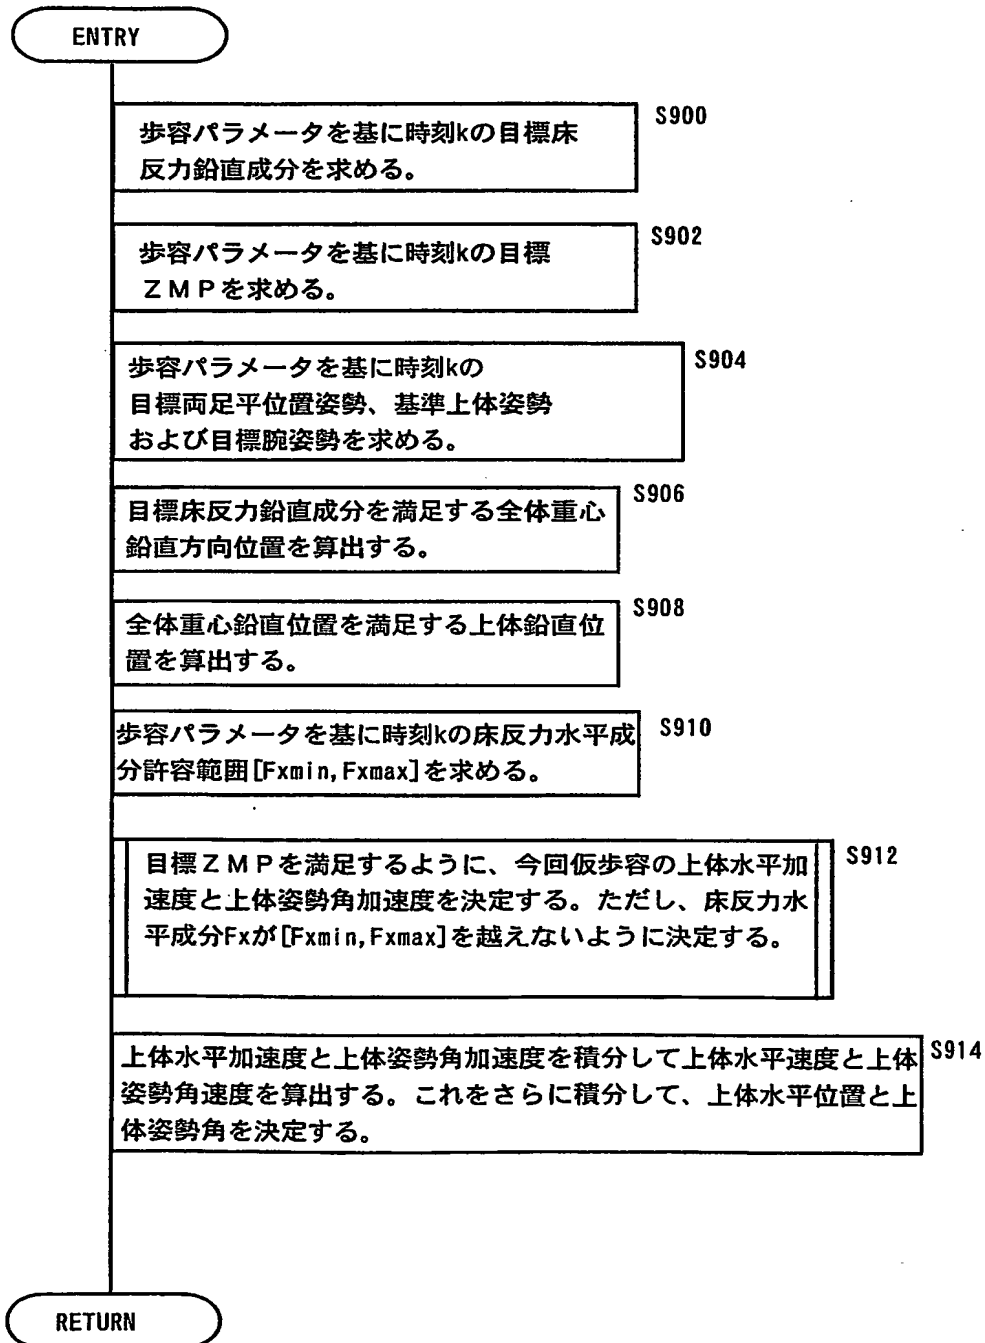 ENTRY
S900
歩容パラメータを基に時刻kの目標床
反力鉛直成分を求める。
S902
歩容パラメータを基に時刻kの目標
ＺＭＰを求める。
S904
歩容パラメータを基に時刻kの
目標両足平位置姿勢、基準上体姿勢
および目標腕姿勢を求める。
S906
目標床反力鉛直成分を満足する全体重心
鉛直方向位置を算出する。
S908
全体重心鉛直位置を満足する上体鉛直位
置を算出する。
S910
歩容パラメータを基に時刻kの床反力水平成
分許容範囲[Fxmin,Fxmax]を求める。
S912
目標ＺＭＰを満足するように、今回仮歩容の上体水平加
速度と上体姿勢角加速度を決定する。ただし、床反力水
平成分Fxが[Fxmin,Fxmax]を越えないように決定する。
S914
上体水平加速度と上体姿勢角加速度を積分して上体水平速度と上体
姿勢角速度を算出する。これをさらに積分して、上体水平位置と上
体姿勢角を決定する。
RETURN